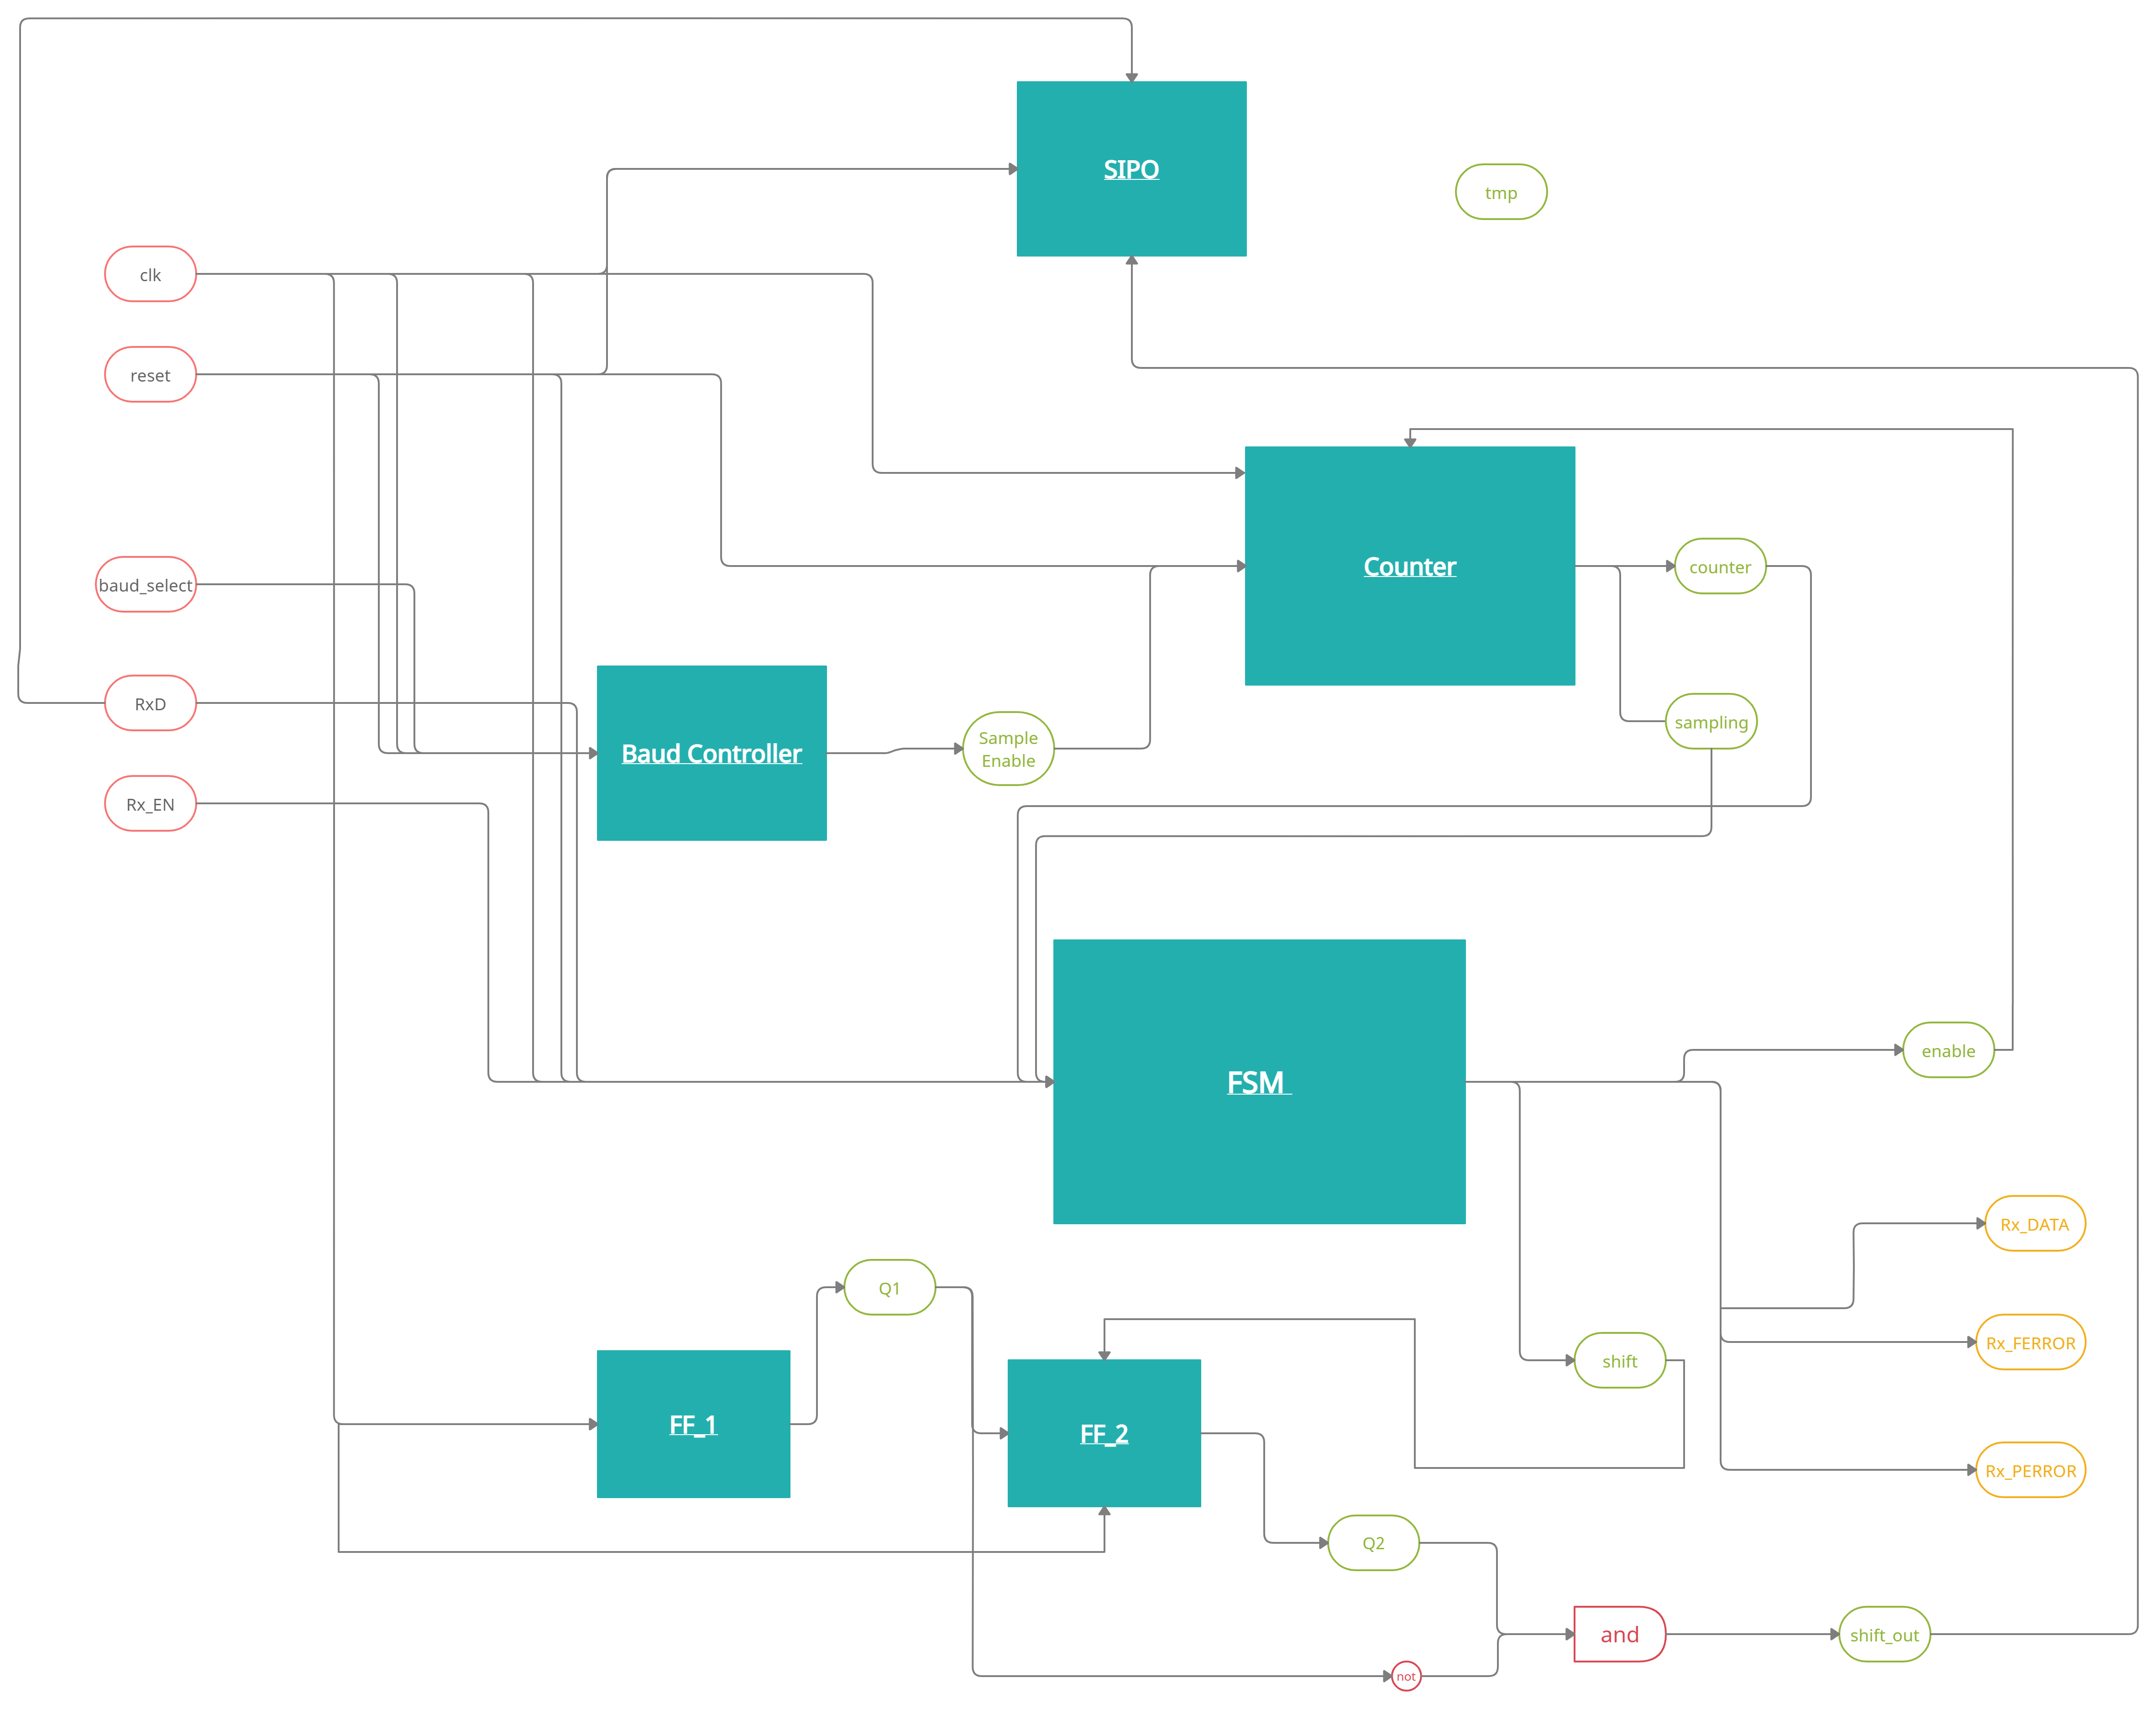 SIPO
tmp
clk
reset
Counter
counter
baud_select
RxD
sampling
Baud Controller
Sample
Enable
Rx_EN
FSM
enable
Rx_DATA
Q1
Rx_FERROR
shift
FF_1
FF_2
Rx_PERROR
Q2
and
shift_out
not